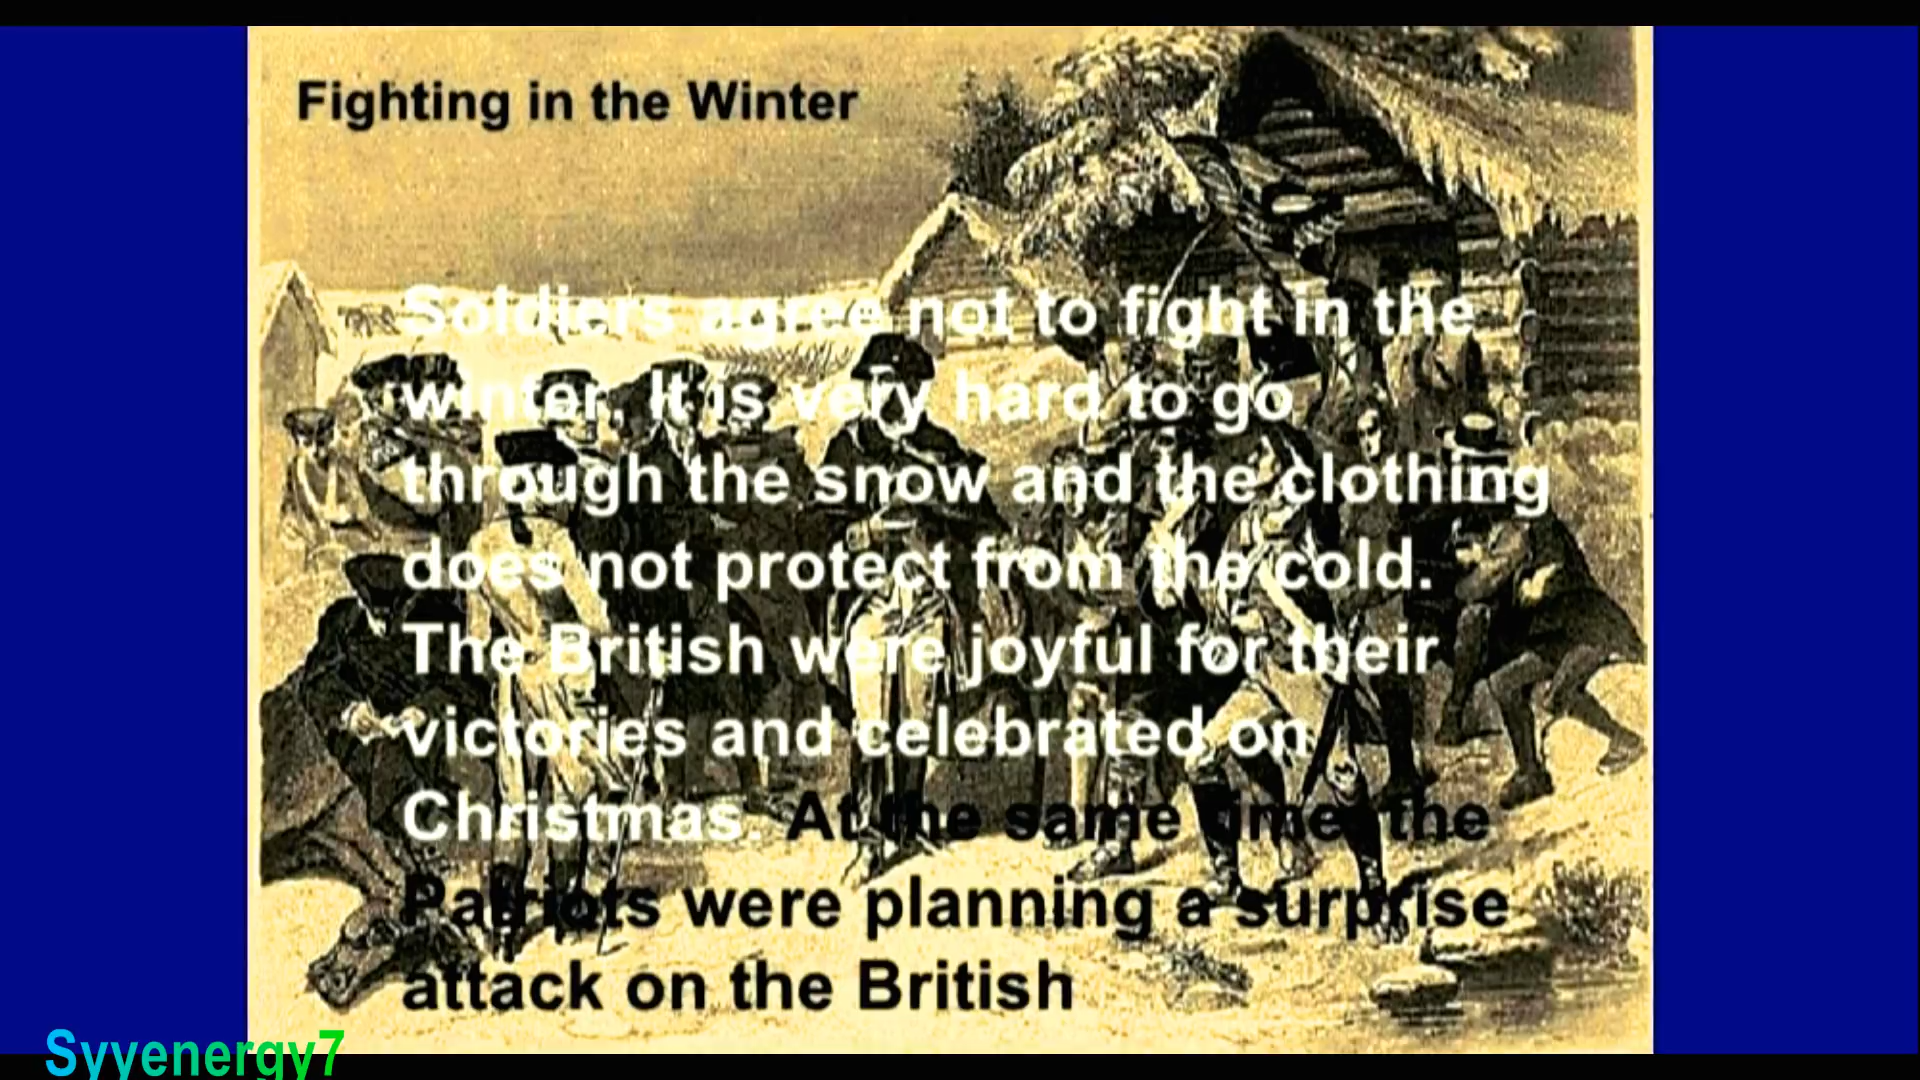 Fighting in the Winter
Soldiers agree not to fight in the
winter. It is very hard to go
through the snow and the clothing
does not protect from the cold.
The British were joyful for their
victories and celebrated on
Christmas. At the same time, the
Patriots were planning a surprise
attack on the British
Syyenergy7